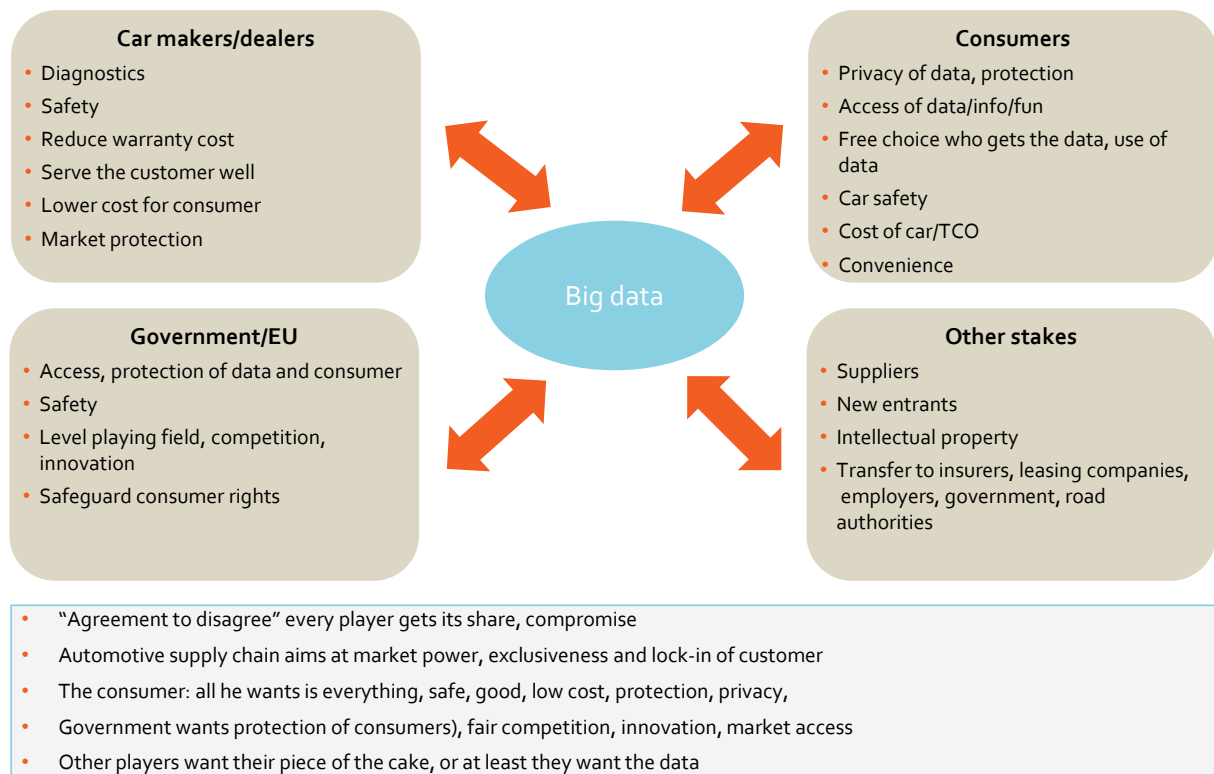 Car makers/dealers
• Diagnostics
• Safety
• Reduce warranty cost
• Serve the customer well
• Lower cost for consumer
• Market protection
Consumers
• Privacy of data, protection
• Access of data/info/fun
• Free choice who gets the data, use of
data
• Car safety
• Cost of car/TCO
• Convenience
Big data
Government/EU
• Access, protection of data and consumer
• Safety
• Level playing field, competition,
innovation
• Safeguard consumer rights
Other stakes
• Suppliers
• New entrants
• Intellectual property
• Transfer to insurers, leasing companies,
employers, government, road
authorities
• “Agreement to disagree” every player gets its share, compromise
• Automotive supply chain aims at market power, exclusiveness and lock-in of customer
• The consumer: all he wants is everything, safe, good, low cost, protection, privacy,
• Government wants protection of consumers), fair competition, innovation, market access
• Other players want their piece of the cake, or at least they want the data